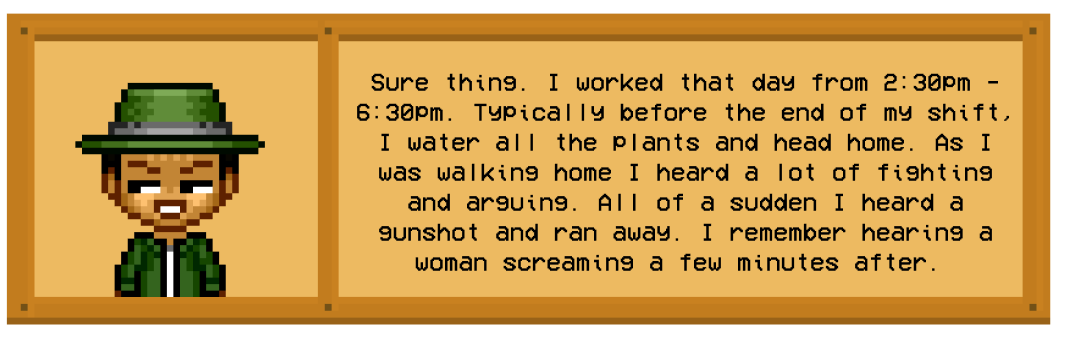 Sure thing. I worked that day from 2:30pm -
6:30pm. Typically before the end of my shift,
I water all the plants and head home. As I
was walking home I heard a lot of fighting
and arguing. All of a sudden I heard a
gunshot and ran away. I remember hearing a
woman screaming a few minutes after.